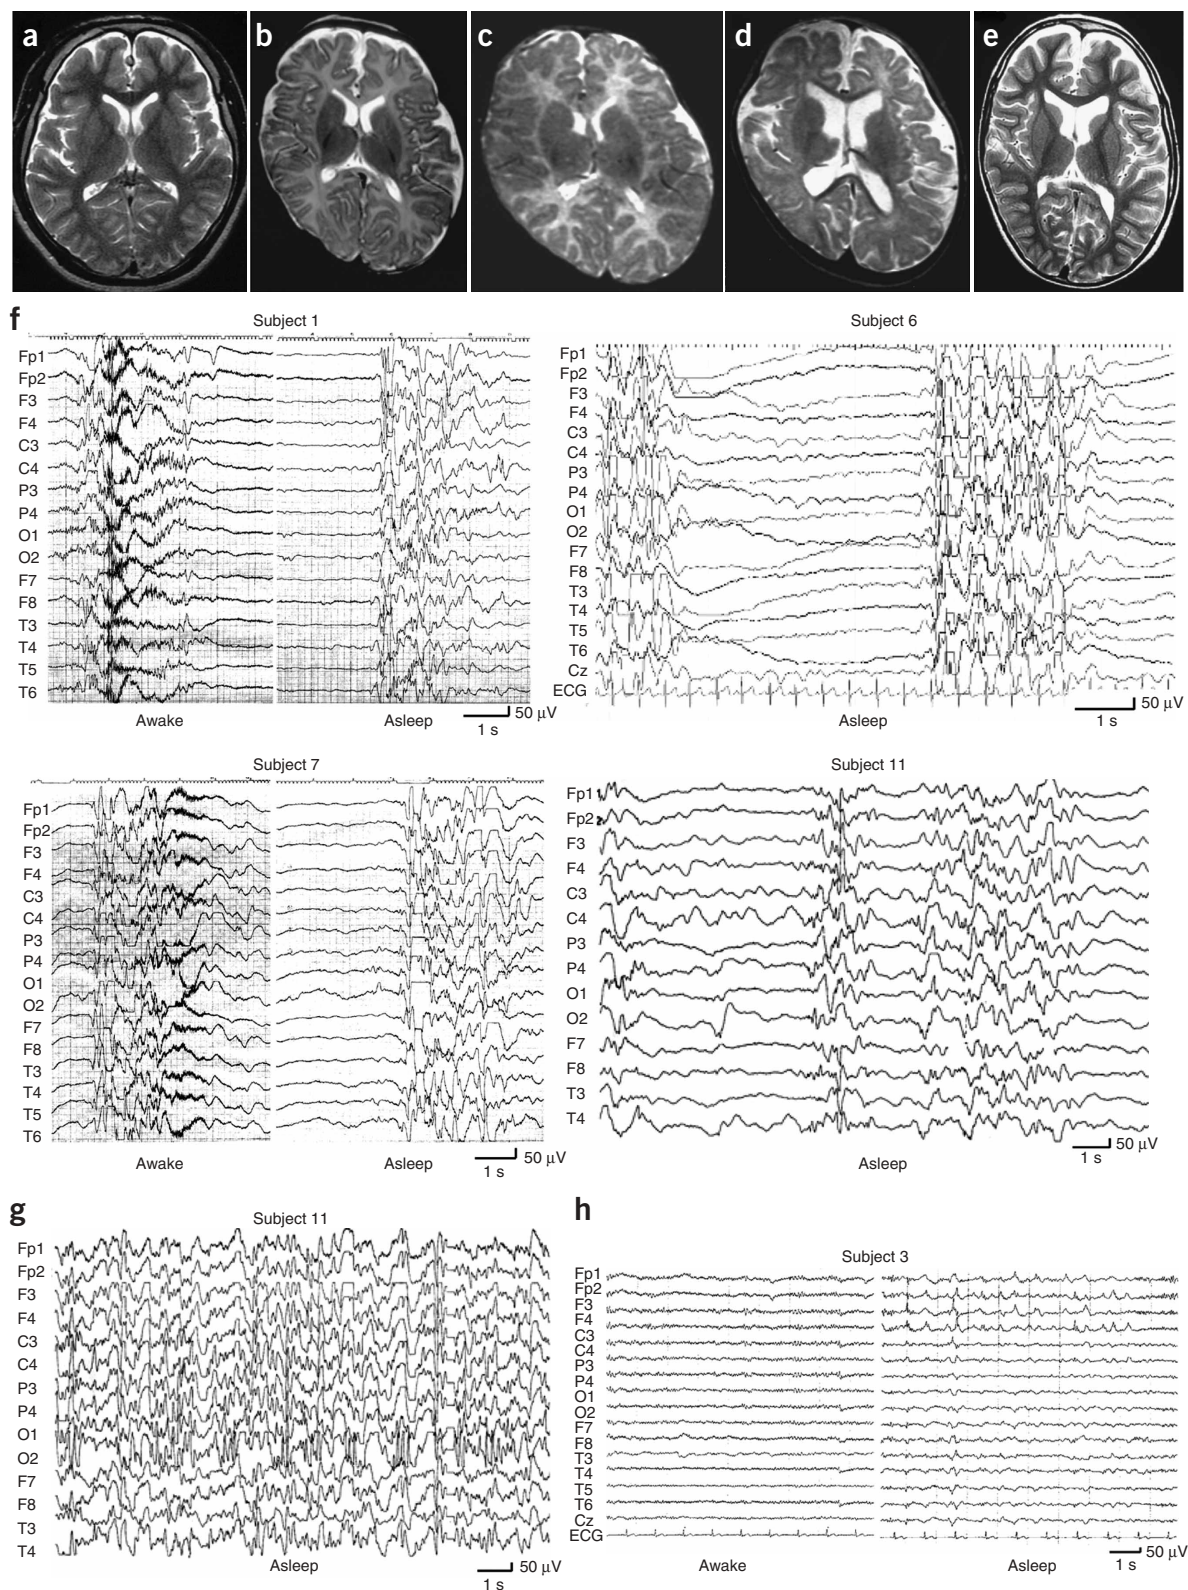 a b c d e
f
Subject 1
Fp1
Fp2
F3
F4
C3
C4
P3
P4
O1
O2
F7
F8
T3
T4
T5
T6
Awake
Asleep
50 μV
1 s
Subject 6
Fp1
Fp2
F3
F4
C3
C4
P3
P4
O1
O2
F7
F8
T3
T4
T5
T6
Cz
ECG
Asleep
50 μV
1 s
Subject 7
Fp1
Fp2
F3
F4
C3
C4
P3
P4
O1
O2
F7
F8
T3
T4
T5
T6
Awake
Asleep
50 μV
1 s
Subject 11
Fp1
Fp2
F3
F4
C3
C4
P3
P4
O1
O2
F7
F8
T3
T4
Asleep
50 μV
1 s
g
Subject 11
Fp1
Fp2
F3
F4
C3
C4
P3
P4
O1
O2
F7
F8
T3
T4
Asleep
50 μV
1 s
h
Subject 3
Fp1
Fp2
F3
F4
C3
C4
P3
P4
O1
O2
F7
F8
T3
T4
T5
T6
Cz
ECG
Awake
Asleep
50 μV
1 s